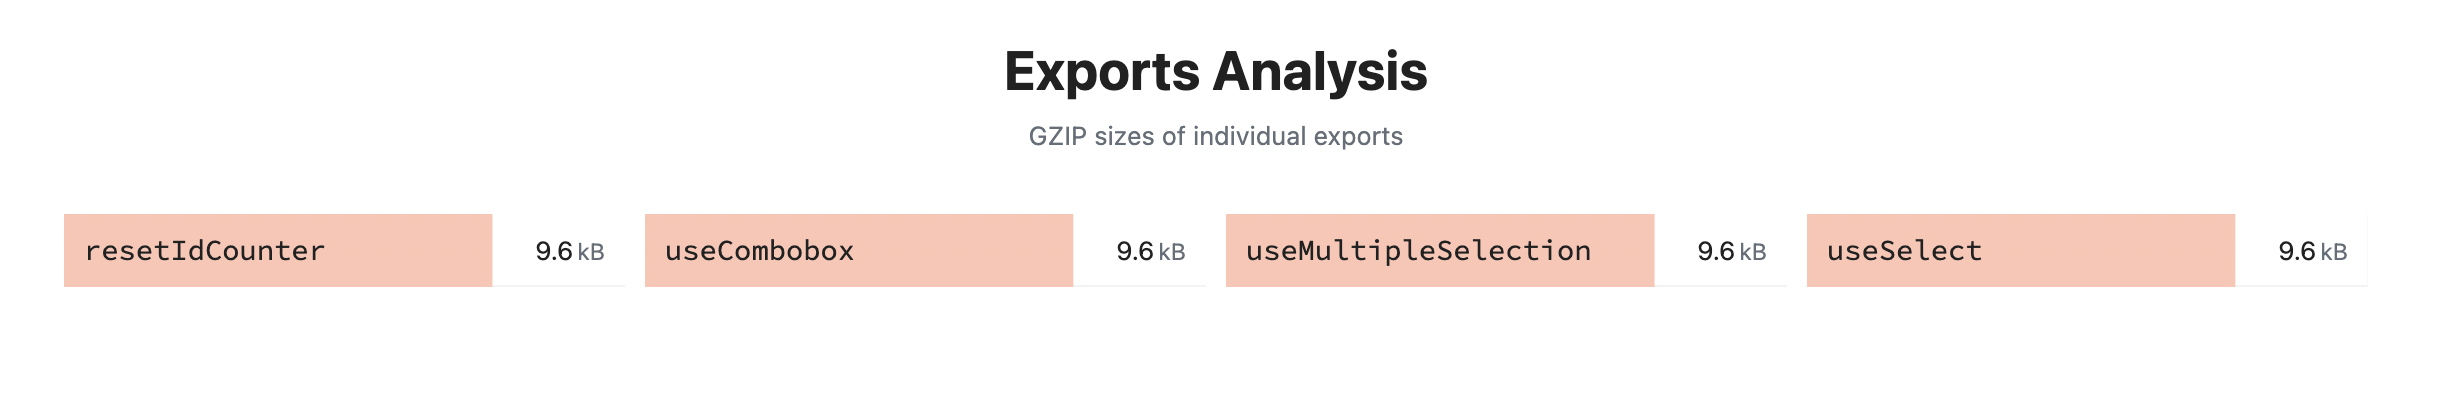 Exports Analysis
GZIP sizes of individual exports
resetIdCounter 9.6 kB useCombobox 9.6 kB useMultipleSelection 9.6 kB useSelect 9.6 kB